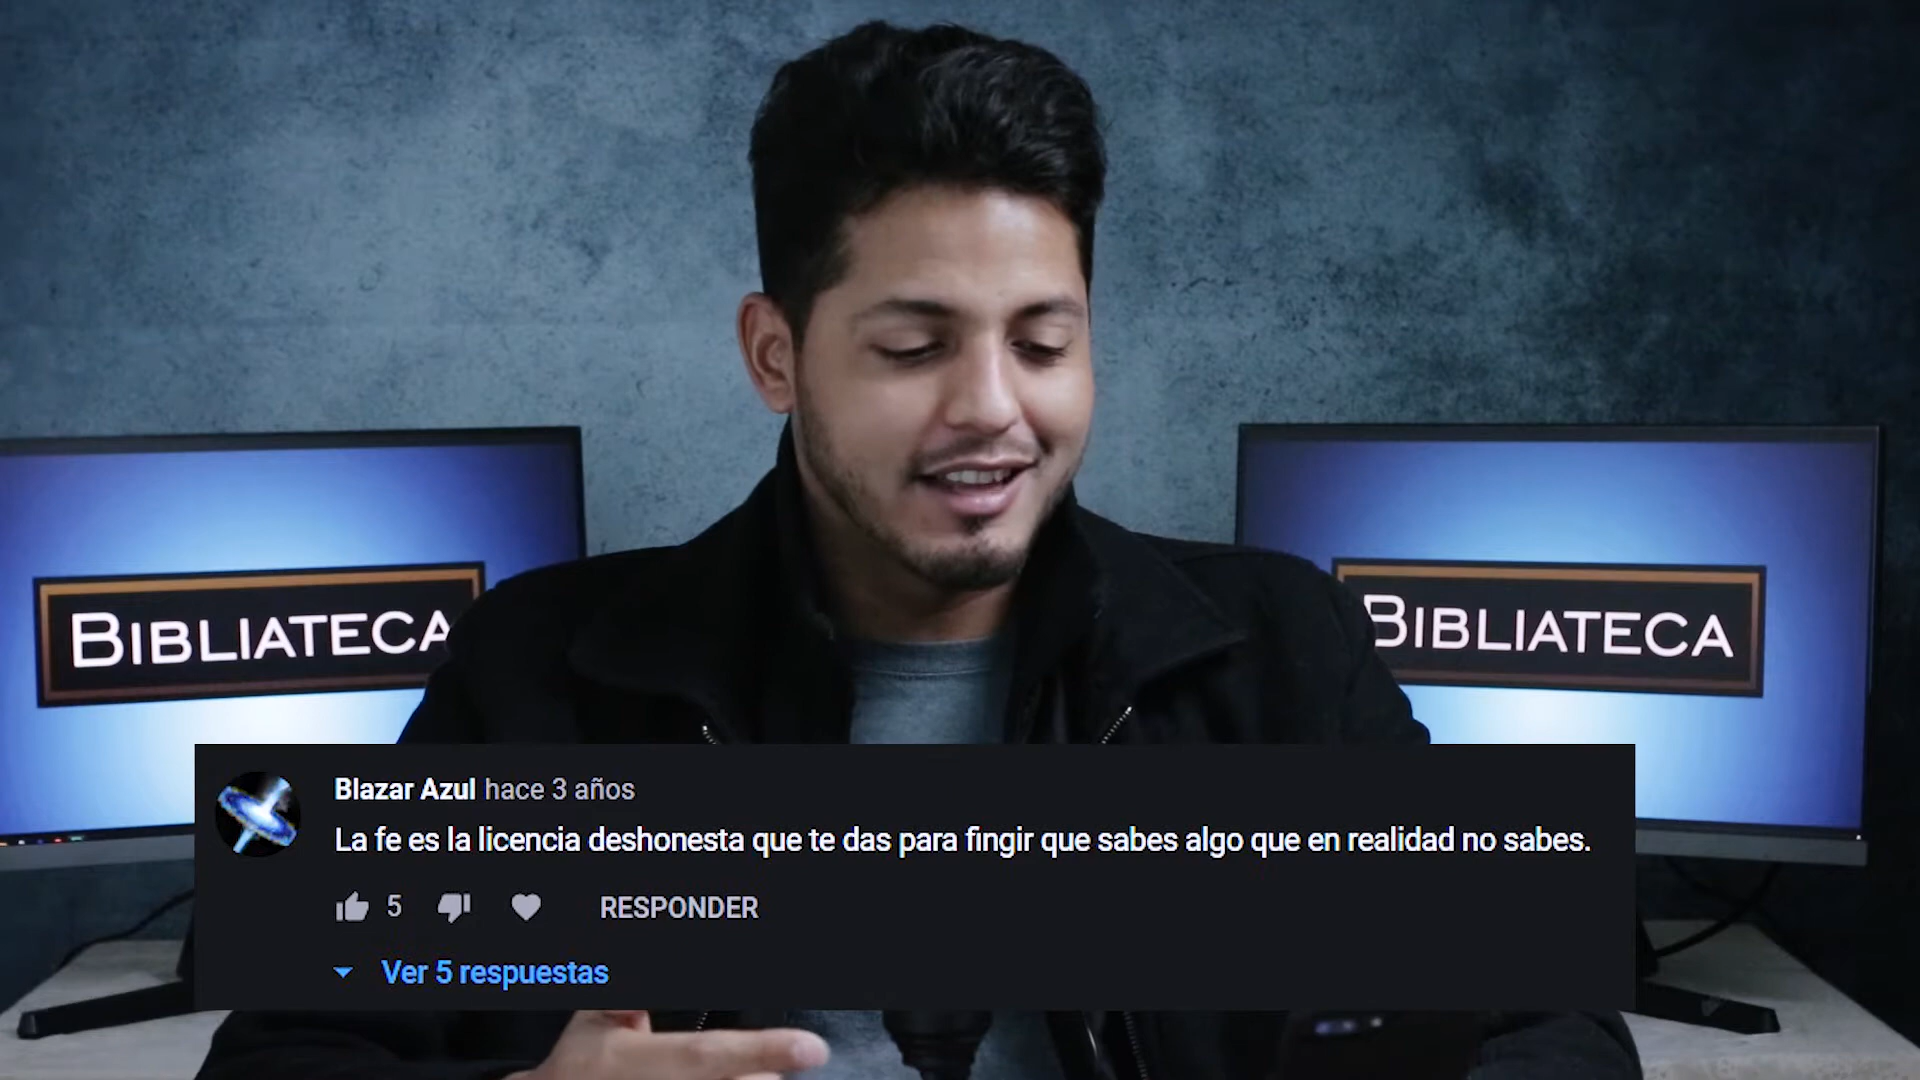 BIBLIATECA
BIBLIATECA
Blazar Azul hace 3 años
La fe es la licencia deshonesta que te das para fingir que sabes algo que en realidad no sabes.
5
RESPONDER
Ver 5 respuestas